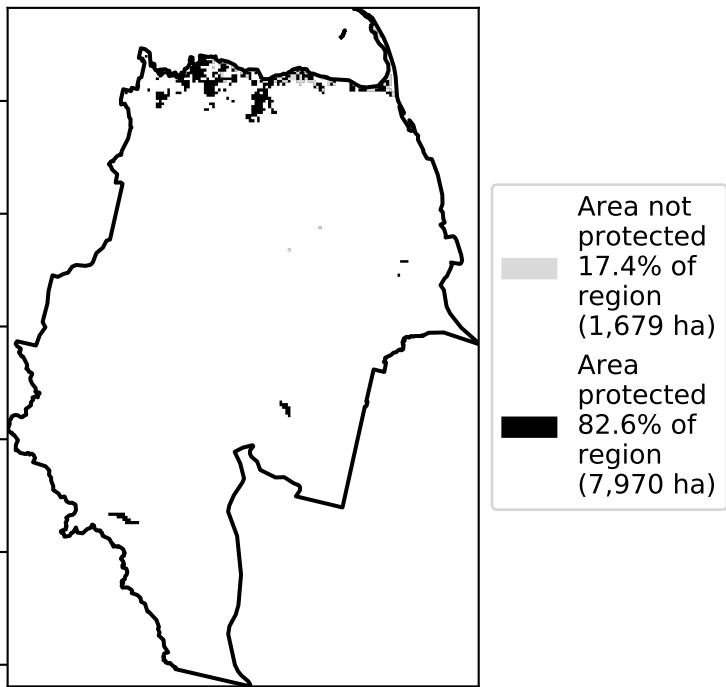 Area not
protected
17.4% of
region
(1,679 ha)
Area
protected
82.6% of
region
(7,970 ha)